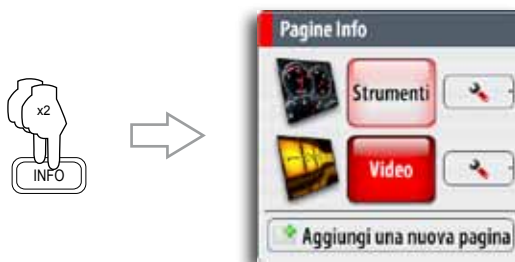 x2
INFO
Pagine Info
Strumenti
Video
Aggiungi una nuova pagina